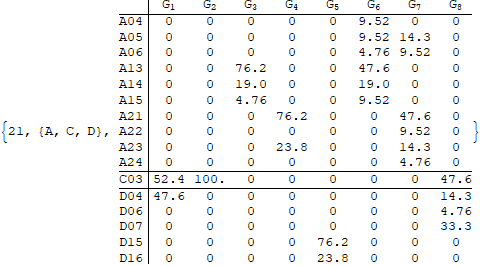 G₁ G₂ G₃ G₄ G₅ G₆ G₇ G₈
A04 0 0 0 0 0 9.52 0 0
A05 0 0 0 0 0 9.52 14.3 0
A06 0 0 0 0 0 4.76 9.52 0
A13 0 0 76.2 0 0 47.6 0 0
A14 0 0 19.0 0 0 19.0 0 0
A15 0 0 4.76 0 0 9.52 0 0
A21 0 0 0 76.2 0 0 47.6 0
{21, {A, C, D}, A22 0 0 0 0 0 0 9.52 0 }
A23 0 0 0 23.8 0 0 14.3 0
A24 0 0 0 0 0 0 4.76 0
C03 52.4 100. 0 0 0 0 0 47.6
D04 47.6 0 0 0 0 0 0 14.3
D06 0 0 0 0 0 0 0 4.76
D07 0 0 0 0 0 0 0 33.3
D15 0 0 0 0 76.2 0 0 0
D16 0 0 0 0 23.8 0 0 0